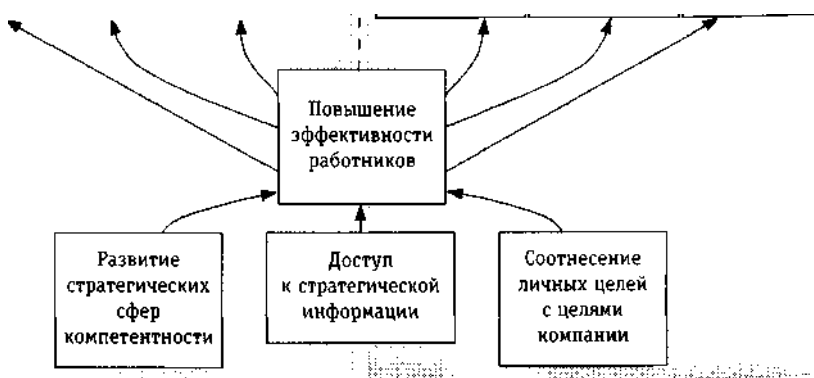 Повышение
эффективности
работников
Развитие
стратегических
сфер
компетентности
Доступ
к стратегической
информации
Соотнесение
личных целей
с целями
компании